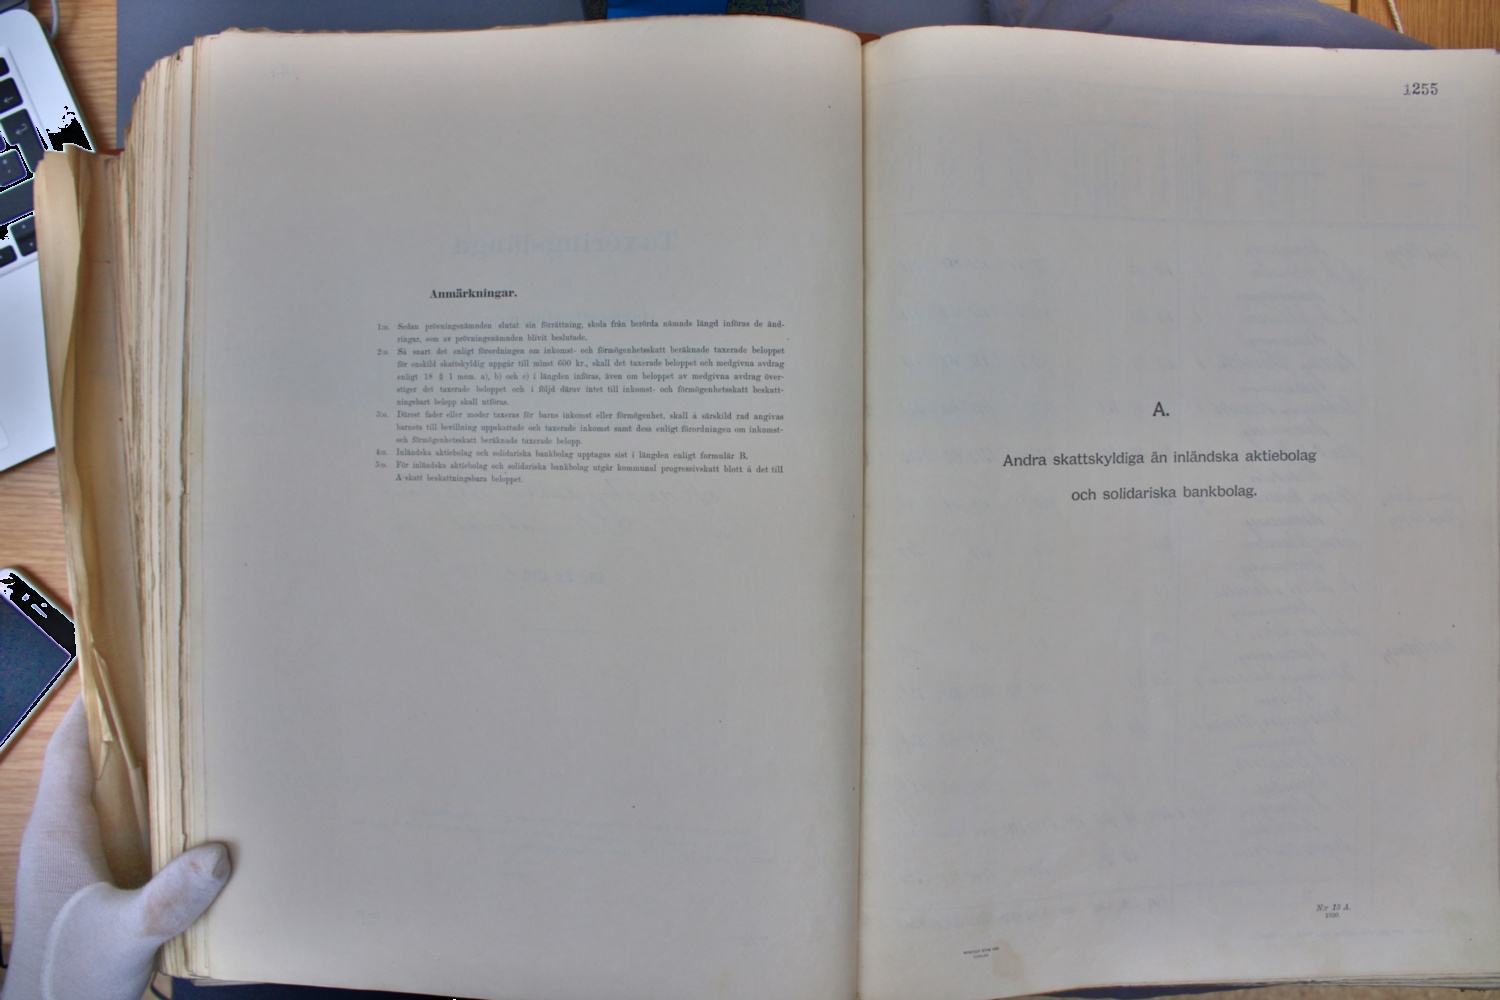 Anmärkningar.
1:o. Sedan prövningsnämnden slutat sin förrättning, skola från berörda nämnds längd införas de änd-
ringar, som av prövningsnämnden blivit beslutade.
2:o. Så snart det enligt förordningen om inkomst- och förmögenhetsskatt beräknade taxerade beloppet
för enskild skattskyldig uppgår till minst 600 kr., skall det taxerade beloppet och medgivna avdrag
enligt 18 § 1 mom. a), b) och c) i längden införas, även om beloppet av medgivna avdrag över-
stiger det taxerade beloppet och i följd därav intet till inkomst- och förmögenhetsskatt beskatt-
ningsbart belopp skall utföras.
3:o. Därest fader eller moder taxeras för barns inkomst eller förmögenhet, skall å särskild rad angivas
barnets till bevillning uppskattade och taxerade inkomst samt dess enligt förordningen om inkomst-
och förmögenhetsskatt beräknade taxerade belopp.
4:o. Inländska aktiebolag och solidariska bankbolag upptagas sist i längden enligt formulär B.
5:o. För inländska aktiebolag och solidariska bankbolag utgår kommunal progressivskatt blott å det till
A-skatt beskattningsbara beloppet.
1255
A.
Andra skattskyldiga än inländska aktiebolag
och solidariska bankbolag.
N:r 13 A.
1920.